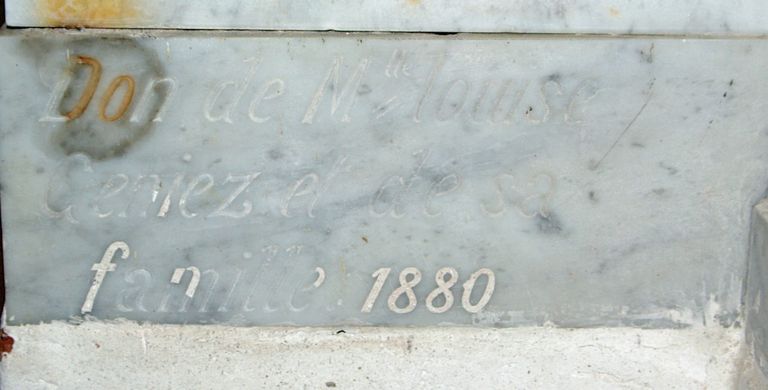 Don de Mlle Louise
Geniez et de sa
famille 1880